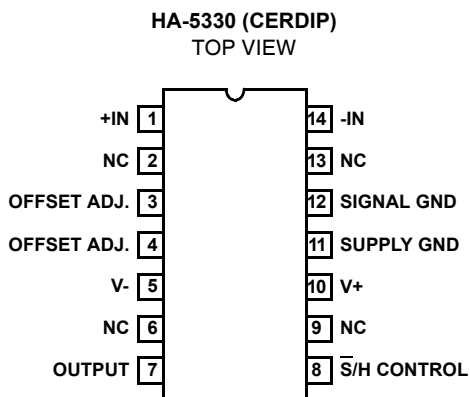 HA-5330 (CERDIP)
TOP VIEW
+IN 1 14 -IN
NC 2 13 NC
OFFSET ADJ. 3 12 SIGNAL GND
OFFSET ADJ. 4 11 SUPPLY GND
V- 5 10 V+
NC 6 9 NC
OUTPUT 7 8 S̅/H CONTROL